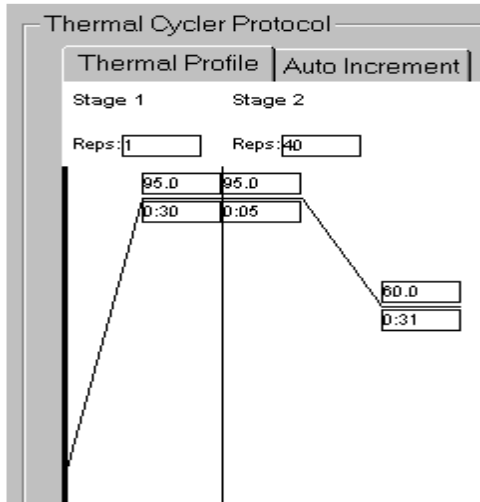 Thermal Cycler Protocol
Thermal Profile Auto Increment
Stage 1 Stage 2
Reps: 1 Reps: 40
95.0 95.0
0:30 0:05
60.0
0:31